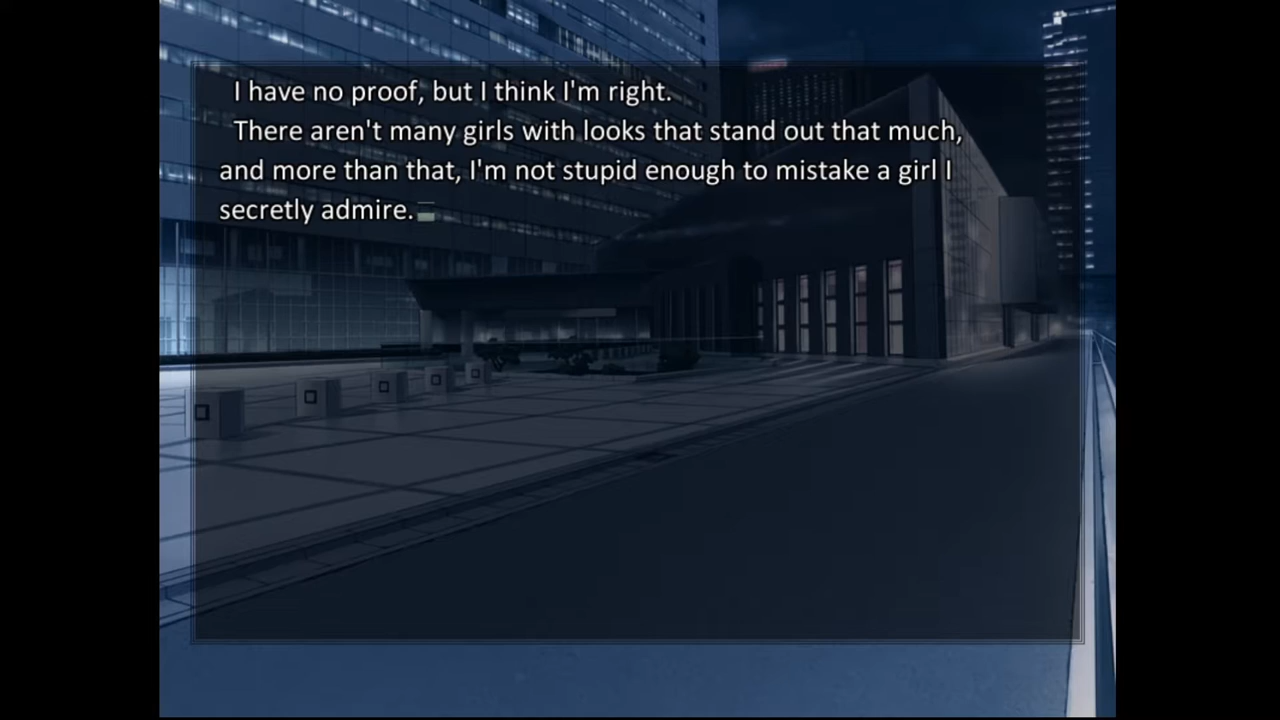 I have no proof, but I think I'm right.
There aren't many girls with looks that stand out that much,
and more than that, I'm not stupid enough to mistake a girl I
secretly admire.